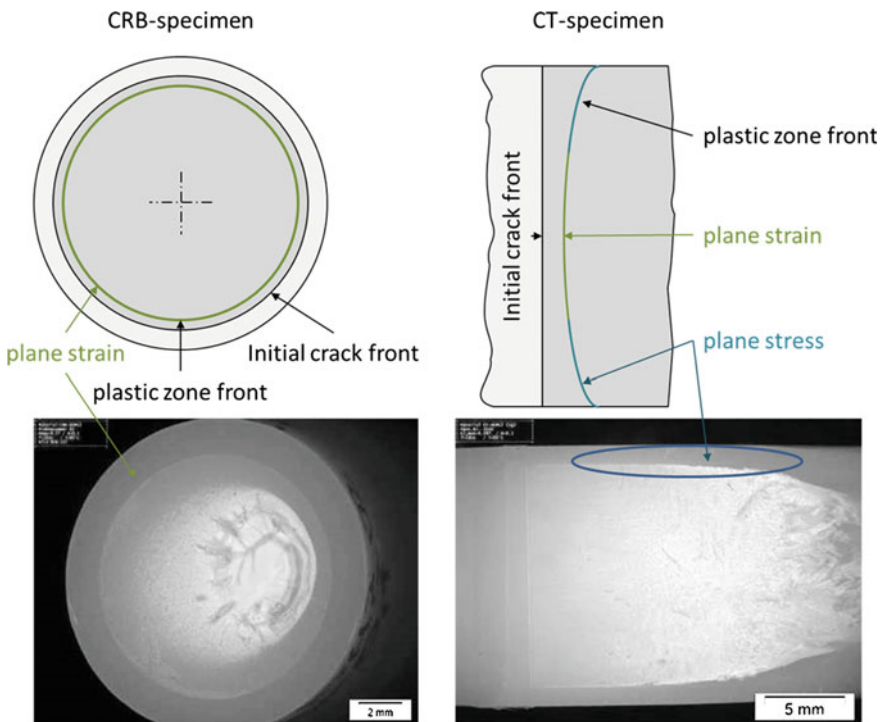 CRB-specimen
CT-specimen
plastic zone front
Initial crack front
plane strain
plane strain
Initial crack front
plane stress
plastic zone front
2 mm
5 mm